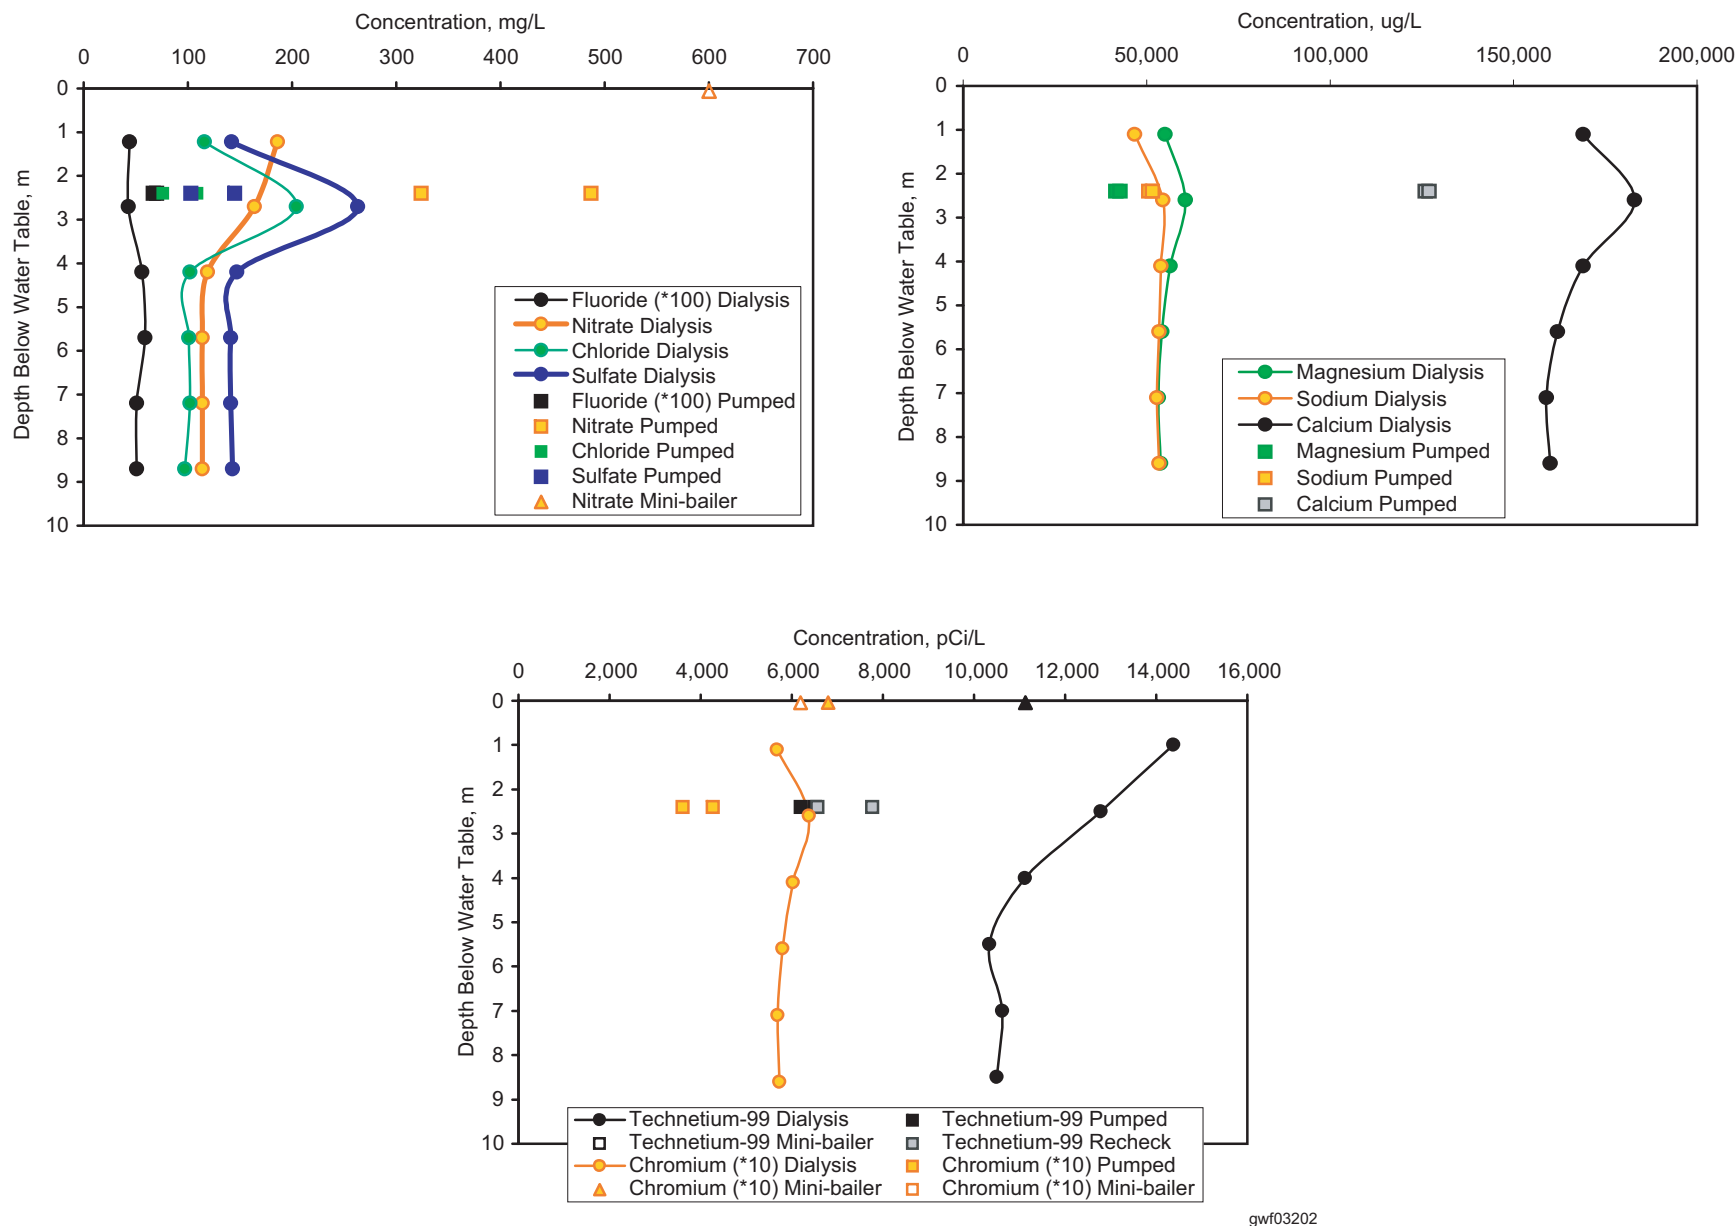 Concentration, mg/L
0 100 200 300 400 500 600 700
Depth Below Water Table, m
0
1
2
3
4
5
6
7
8
9
10
Fluoride (*100) Dialysis
Nitrate Dialysis
Chloride Dialysis
Sulfate Dialysis
Fluoride (*100) Pumped
Nitrate Pumped
Chloride Pumped
Sulfate Pumped
Nitrate Mini-bailer
Concentration, ug/L
0 50,000 100,000 150,000 200,000
Depth Below Water Table, m
0
1
2
3
4
5
6
7
8
9
10
Magnesium Dialysis
Sodium Dialysis
Calcium Dialysis
Magnesium Pumped
Sodium Pumped
Calcium Pumped
Concentration, pCi/L
0 2,000 4,000 6,000 8,000 10,000 12,000 14,000 16,000
Depth Below Water Table, m
0
1
2
3
4
5
6
7
8
9
10
Technetium-99 Dialysis Technetium-99 Pumped
Technetium-99 Mini-bailer Technetium-99 Recheck
Chromium (*10) Dialysis Chromium (*10) Pumped
Chromium (*10) Mini-bailer Chromium (*10) Mini-bailer
gwf03202